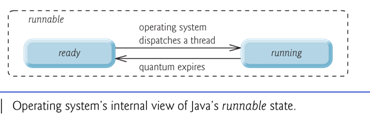 runnable
operating system
dispatches a thread
ready
running
quantum expires
Operating system's internal view of Java's runnable state.